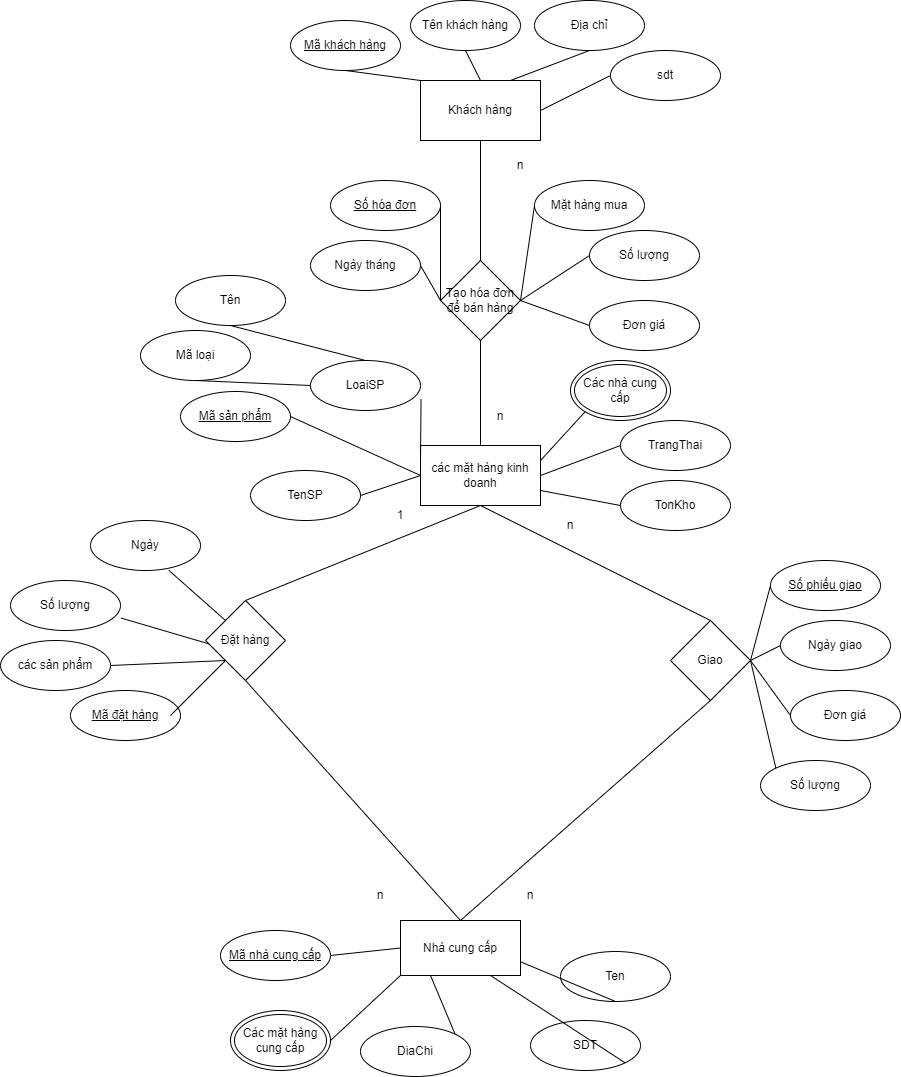 Mã khách hàng
Tên khách hàng
Địa chỉ
sdt
Khách hàng
n
Số hóa đơn
Mặt hàng mua
Ngày tháng
Số lượng
Tạo hóa đơn
để bán hàng
Đơn giá
Tên
Mã loại
LoaiSP
Các nhà cung
cấp
Mã sản phẩm
n
TrangThai
các mặt hàng kinh
doanh
TenSP
TonKho
1
n
Ngày
Số lượng
Số phiếu giao
Đặt hàng
Ngày giao
các sản phẩm
Giao
Mã đặt hàng
Đơn giá
Số lượng
n
n
Nhà cung cấp
Mã nhà cung cấp
Ten
Các mặt hàng
cung cấp
DiaChi
SDT